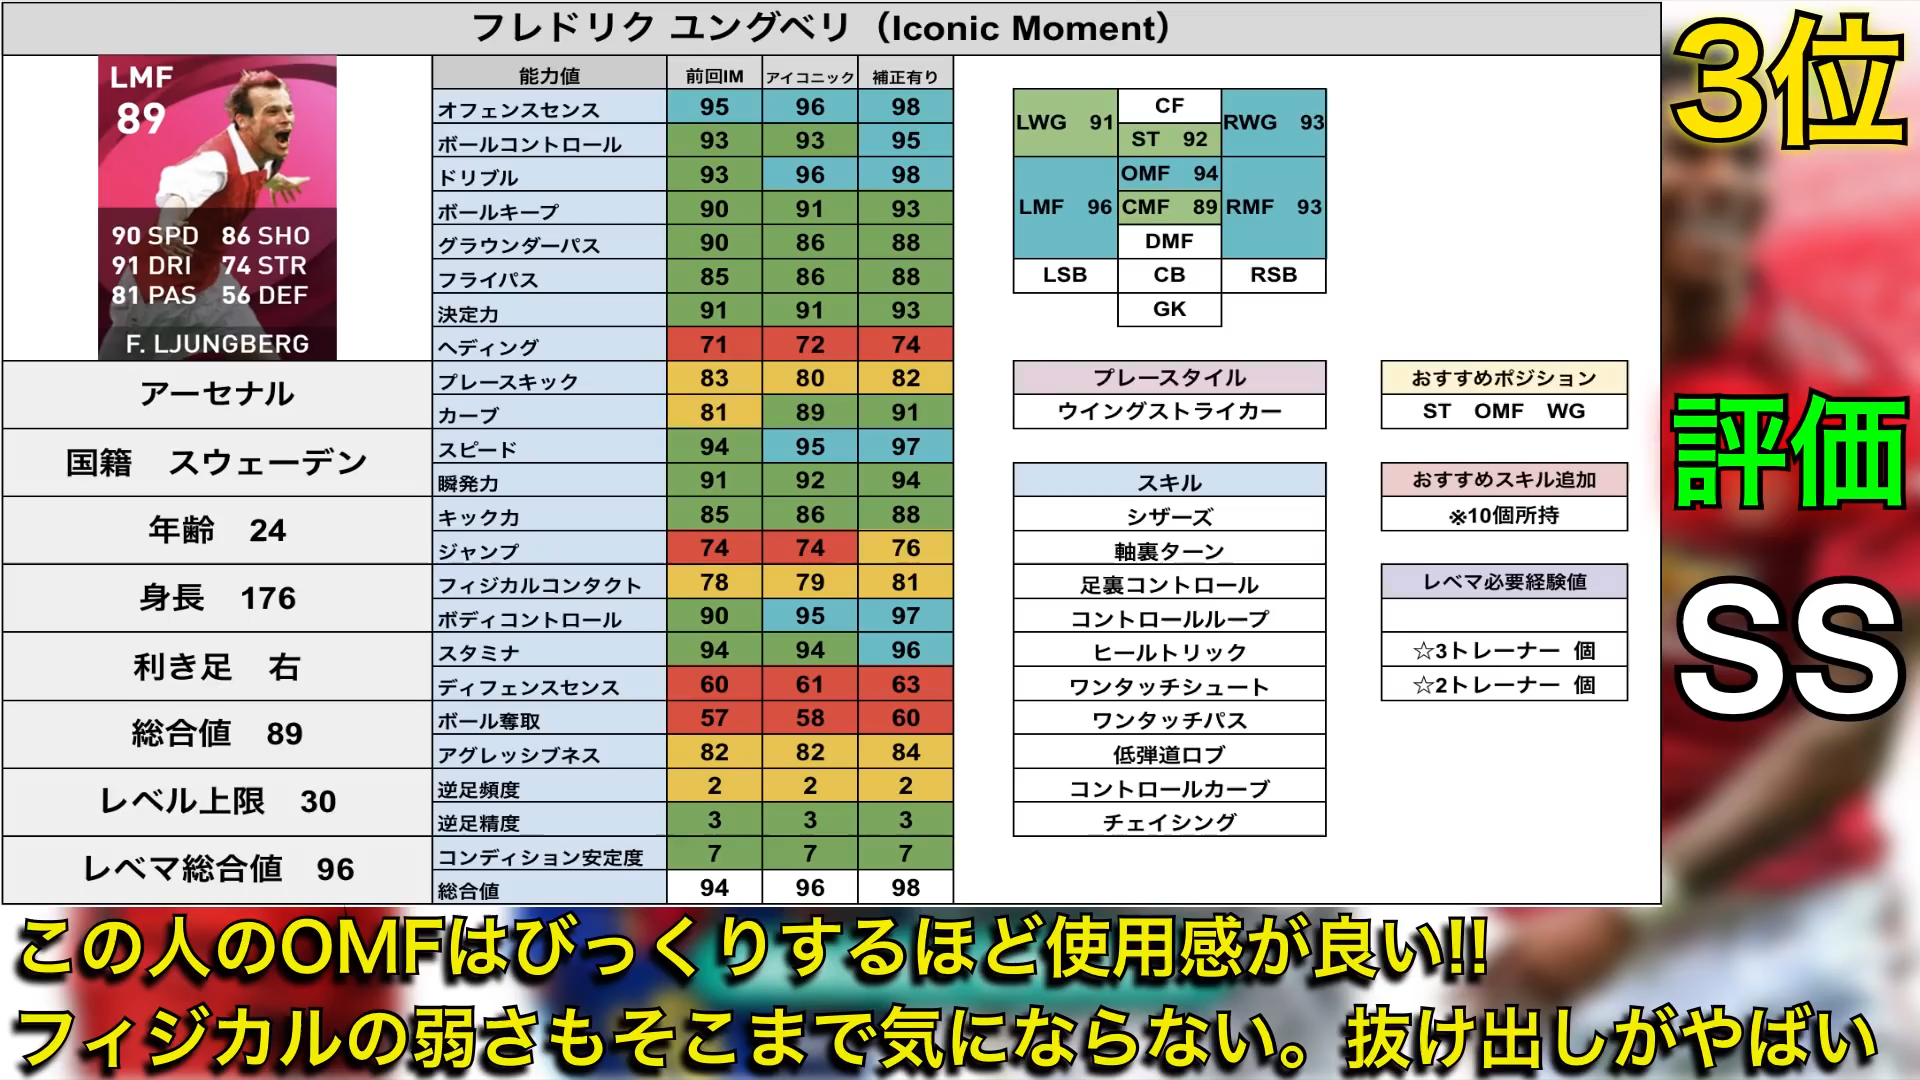 フレドリク ユングベリ（Iconic Moment）
LMF
89
90 SPD 86 SHO
91 DRI 74 STR
81 PAS 56 DEF
F. LJUNGBERG
アーセナル
国籍 スウェーデン
年齢 24
身長 176
利き足 右
総合値 89
レベル上限 30
レベマ総合値 96
能力値 前回IM アイコニック 補正有り
オフェンスセンス 95 96 98
ボールコントロール 93 93 95
ドリブル 93 96 98
ボールキープ 90 91 93
グラウンダーパス 90 86 88
フライパス 85 86 88
決定力 91 91 93
ヘディング 71 72 74
プレースキック 83 80 82
カーブ 81 89 91
スピード 94 95 97
瞬発力 91 92 94
キック力 85 86 88
ジャンプ 74 74 76
フィジカルコンタクト 78 79 81
ボディコントロール 90 95 97
スタミナ 94 94 96
ディフェンスセンス 60 61 63
ボール奪取 57 58 60
アグレッシブネス 82 82 84
逆足頻度 2 2 2
逆足精度 3 3 3
コンディション安定度 7 7 7
総合値 94 96 98
CF
LWG 91 ST 92 RWG 93
OMF 94
LMF 96 CMF 89 RMF 93
DMF
LSB CB RSB
GK
プレースタイル
ウイングストライカー
スキル
シザーズ
軸裏ターン
足裏コントロール
コントロールループ
ヒールトリック
ワンタッチシュート
ワンタッチパス
低弾道ロブ
コントロールカーブ
チェイシング
おすすめポジション
ST OMF WG
おすすめスキル追加
※10個所持
レベマ必要経験値
☆3トレーナー 個
☆2トレーナー 個
3位
評価
SS
この人のOMFはびっくりするほど使用感が良い!!
フィジカルの弱さもそこまで気にならない。抜け出しがやばい